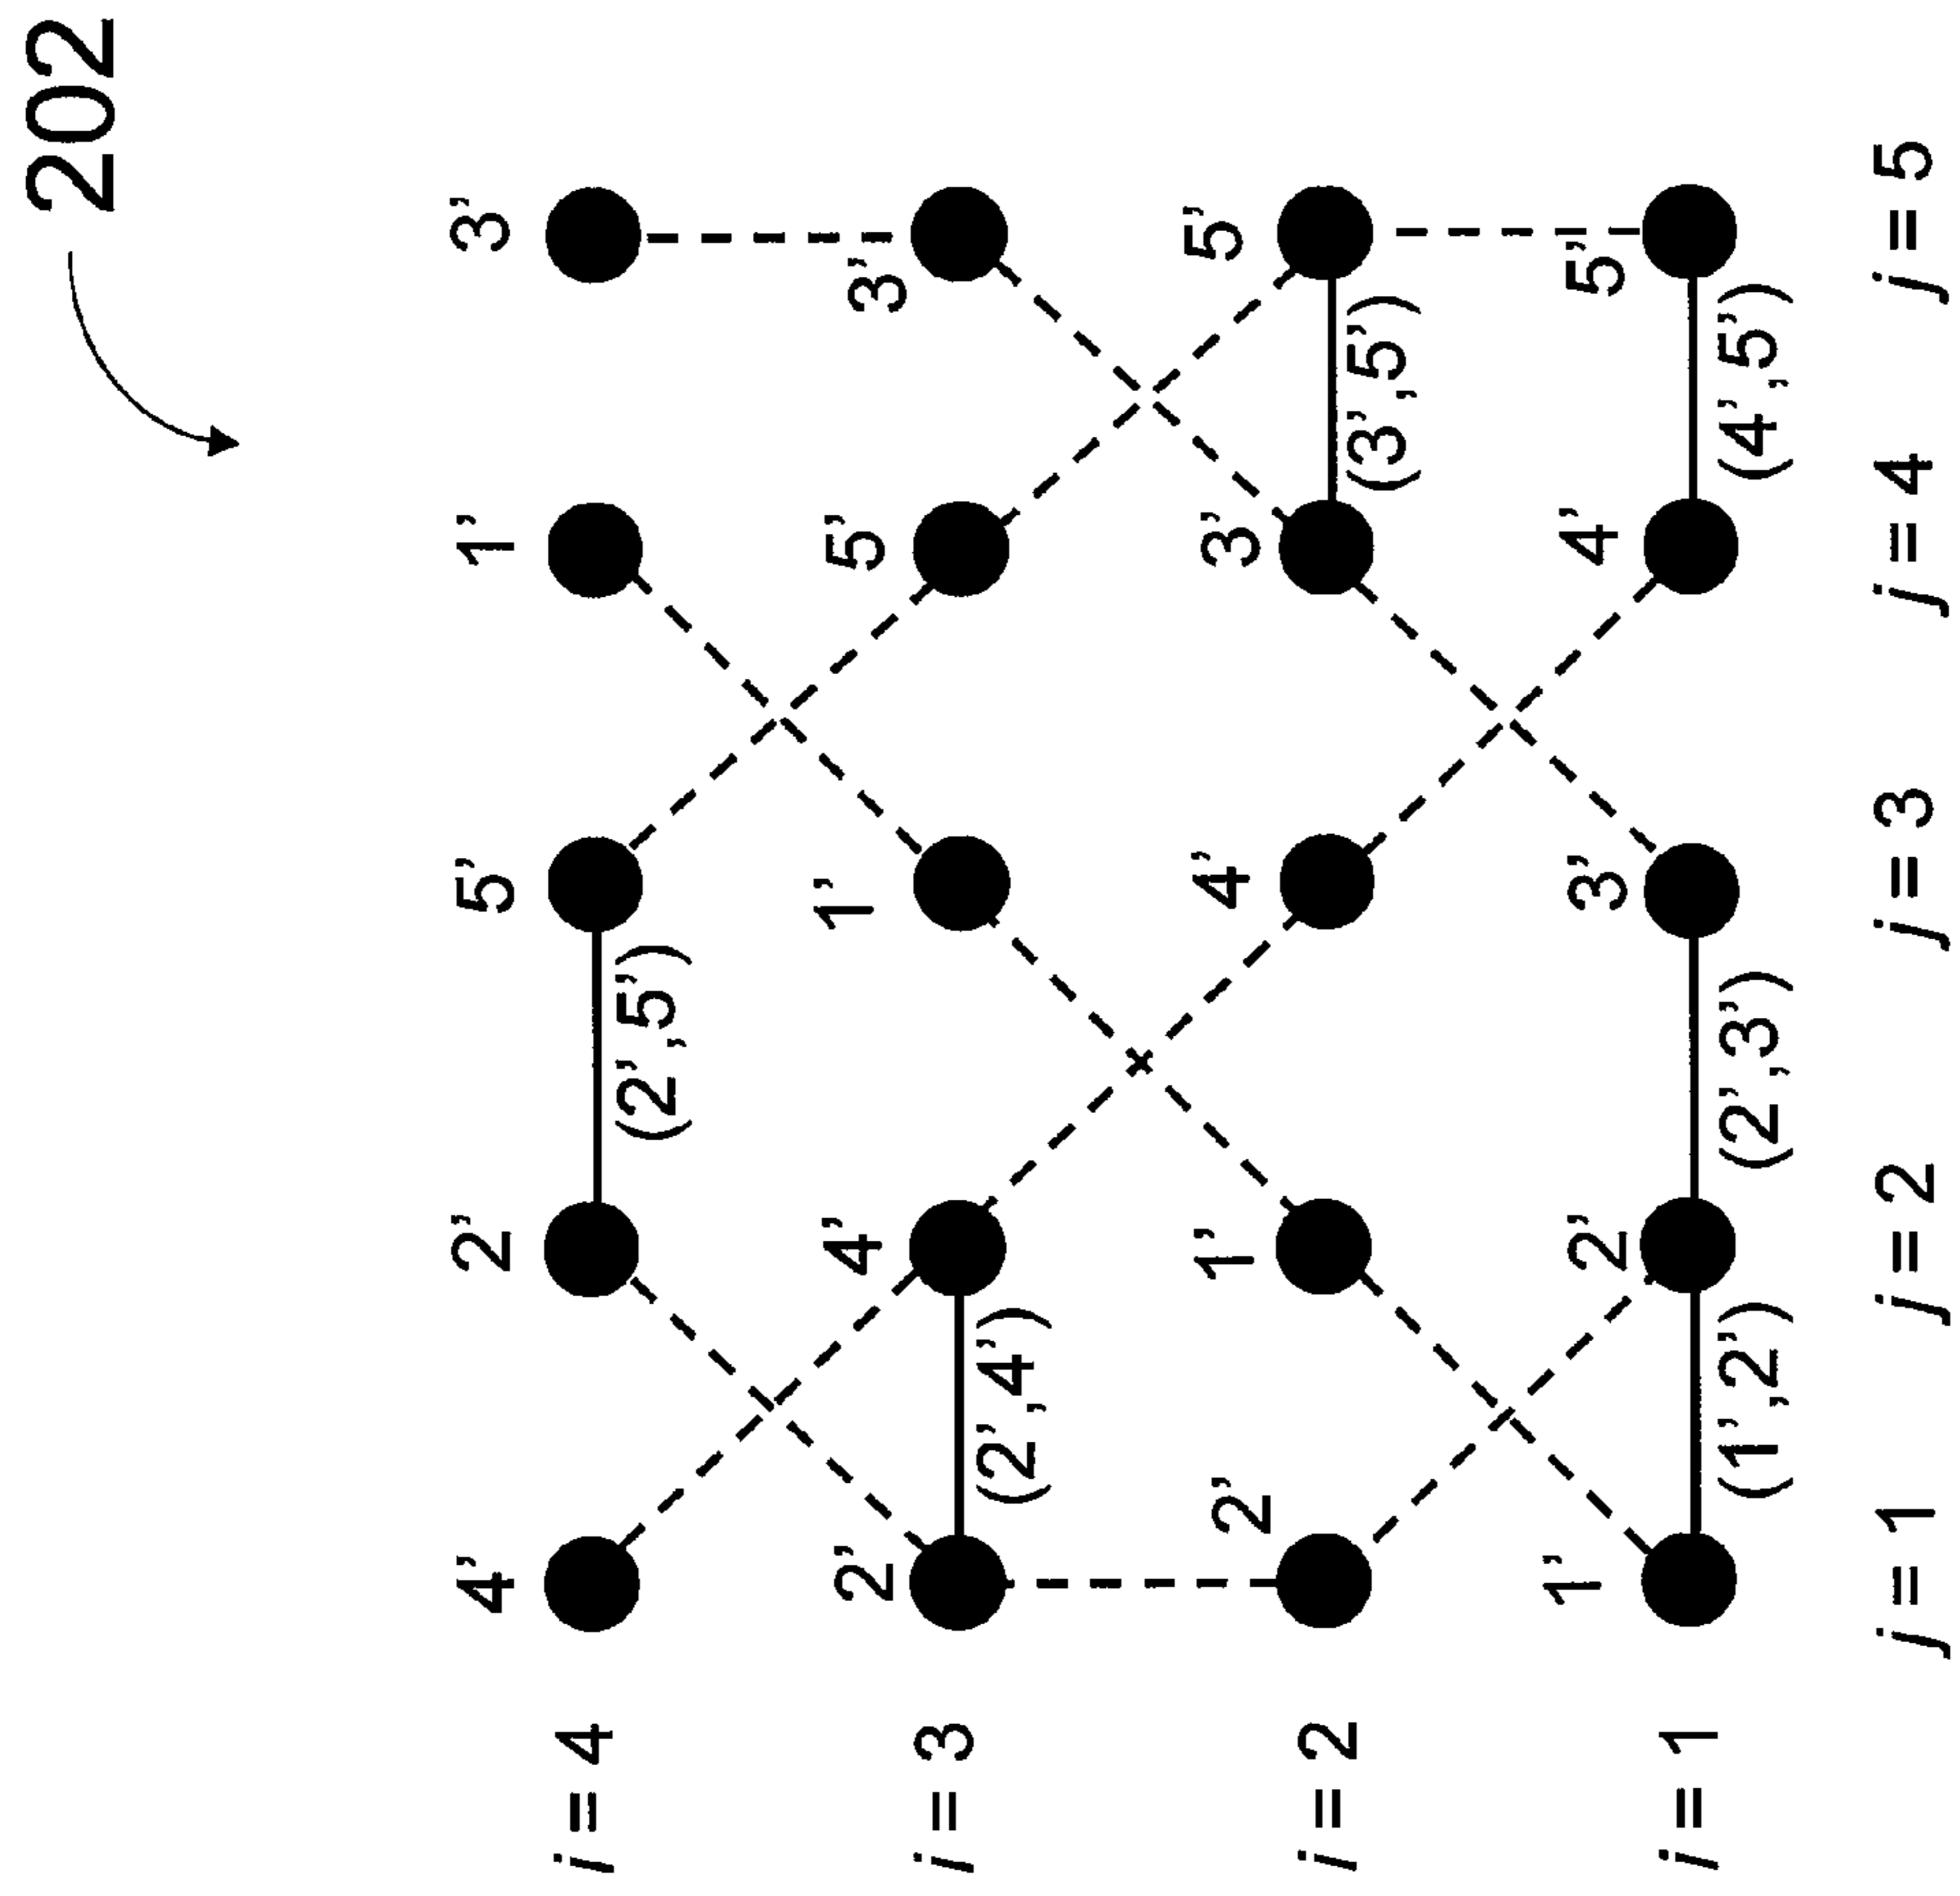 202
4' 2' 5' 1' 3'
i = 4
(2',5')
2' 4' 1' 5' 3'
i = 3
(2',4')
2' 1' 4' 3' 5'
i = 2
(3',5')
1' 2' 3' 4' 5'
i = 1
(1',2') (2',3') (4',5')
j = 1 j = 2 j = 3 j = 4 j = 5